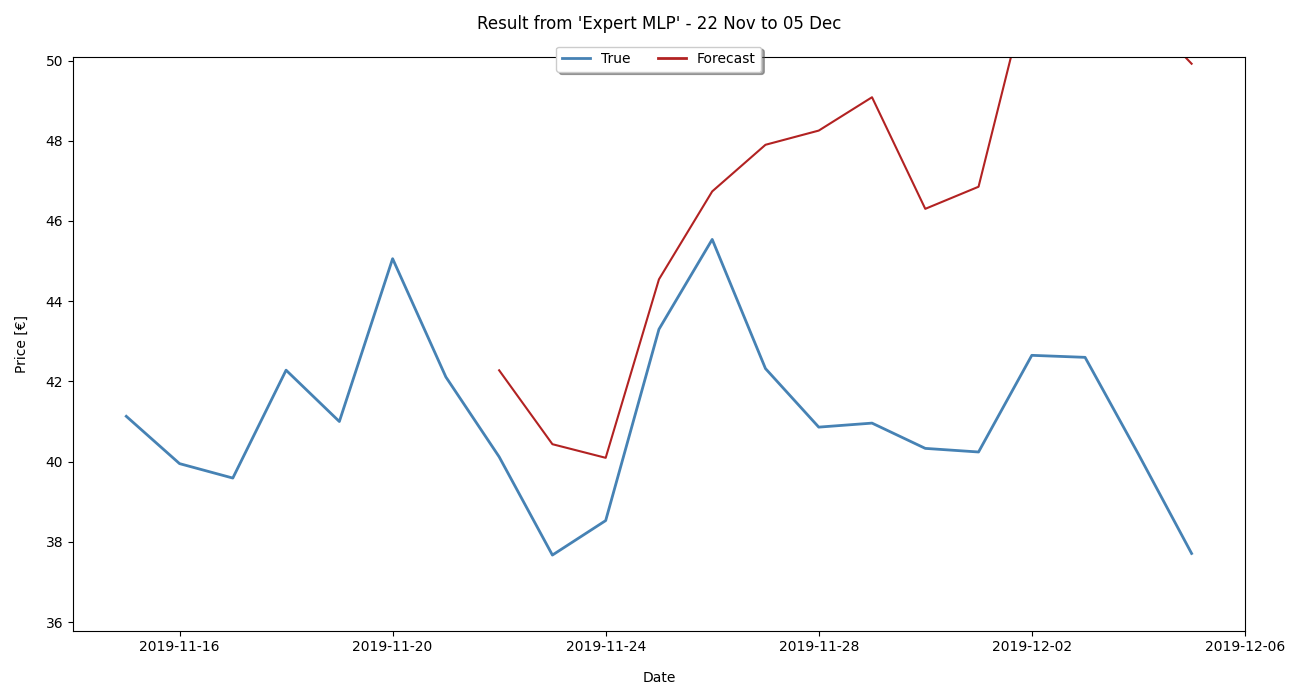 Result from 'Expert MLP' - 22 Nov to 05 Dec
True Forecast
50
48
46
44
42
40
38
36
Price [€]
2019-11-16 2019-11-20 2019-11-24 2019-11-28 2019-12-02 2019-12-06
Date